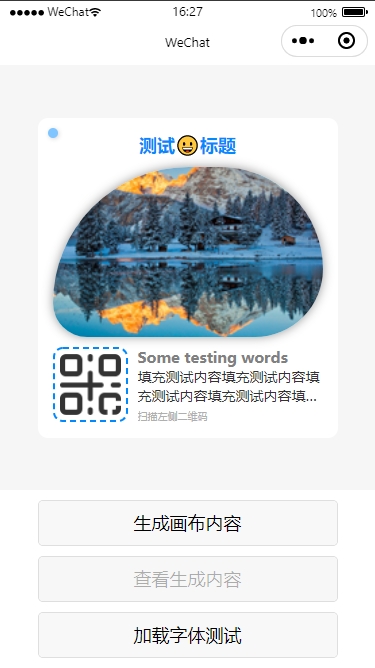 WeChat 16:27 100%
WeChat
测试😀标题
Some testing words
填充测试内容填充测试内容填
充测试内容填充测试内容填...
扫描左侧二维码
生成画布内容
查看生成内容
加载字体测试